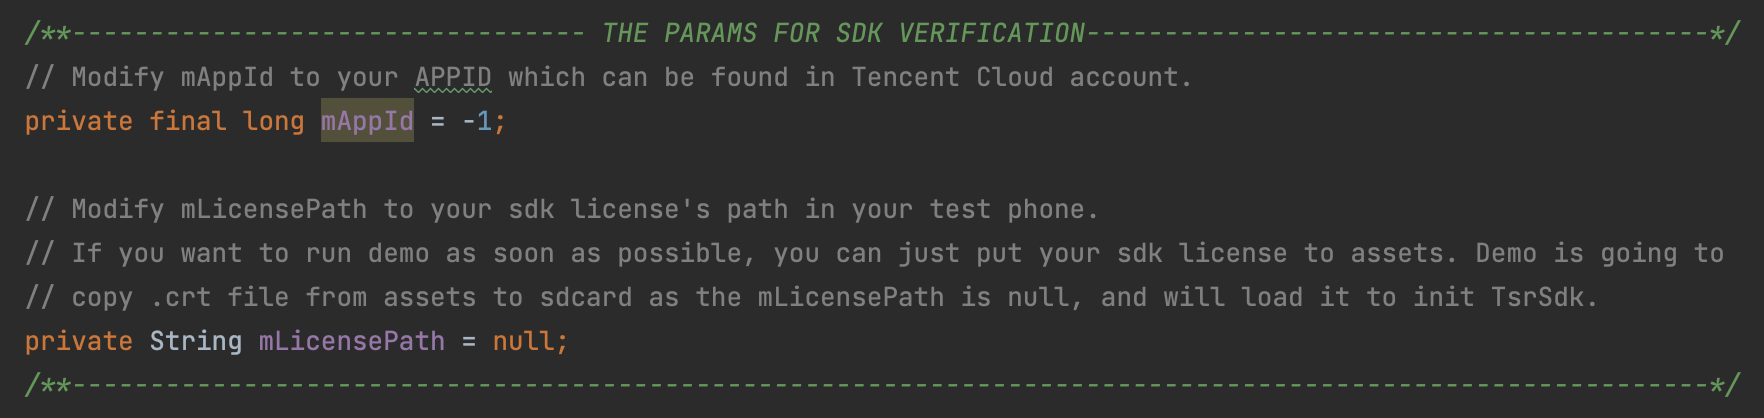 /**--------------------------------- THE PARAMS FOR SDK VERIFICATION----------------------------------------*/
// Modify mAppId to your APPID which can be found in Tencent Cloud account.
private final long mAppId = -1;
// Modify mLicensePath to your sdk license's path in your test phone.
// If you want to run demo as soon as possible, you can just put your sdk license to assets. Demo is going to
// copy .crt file from assets to sdcard as the mLicensePath is null, and will load it to init TsrSdk.
private String mLicensePath = null;
/**---------------------------------------------------------------------------------------------------------*/